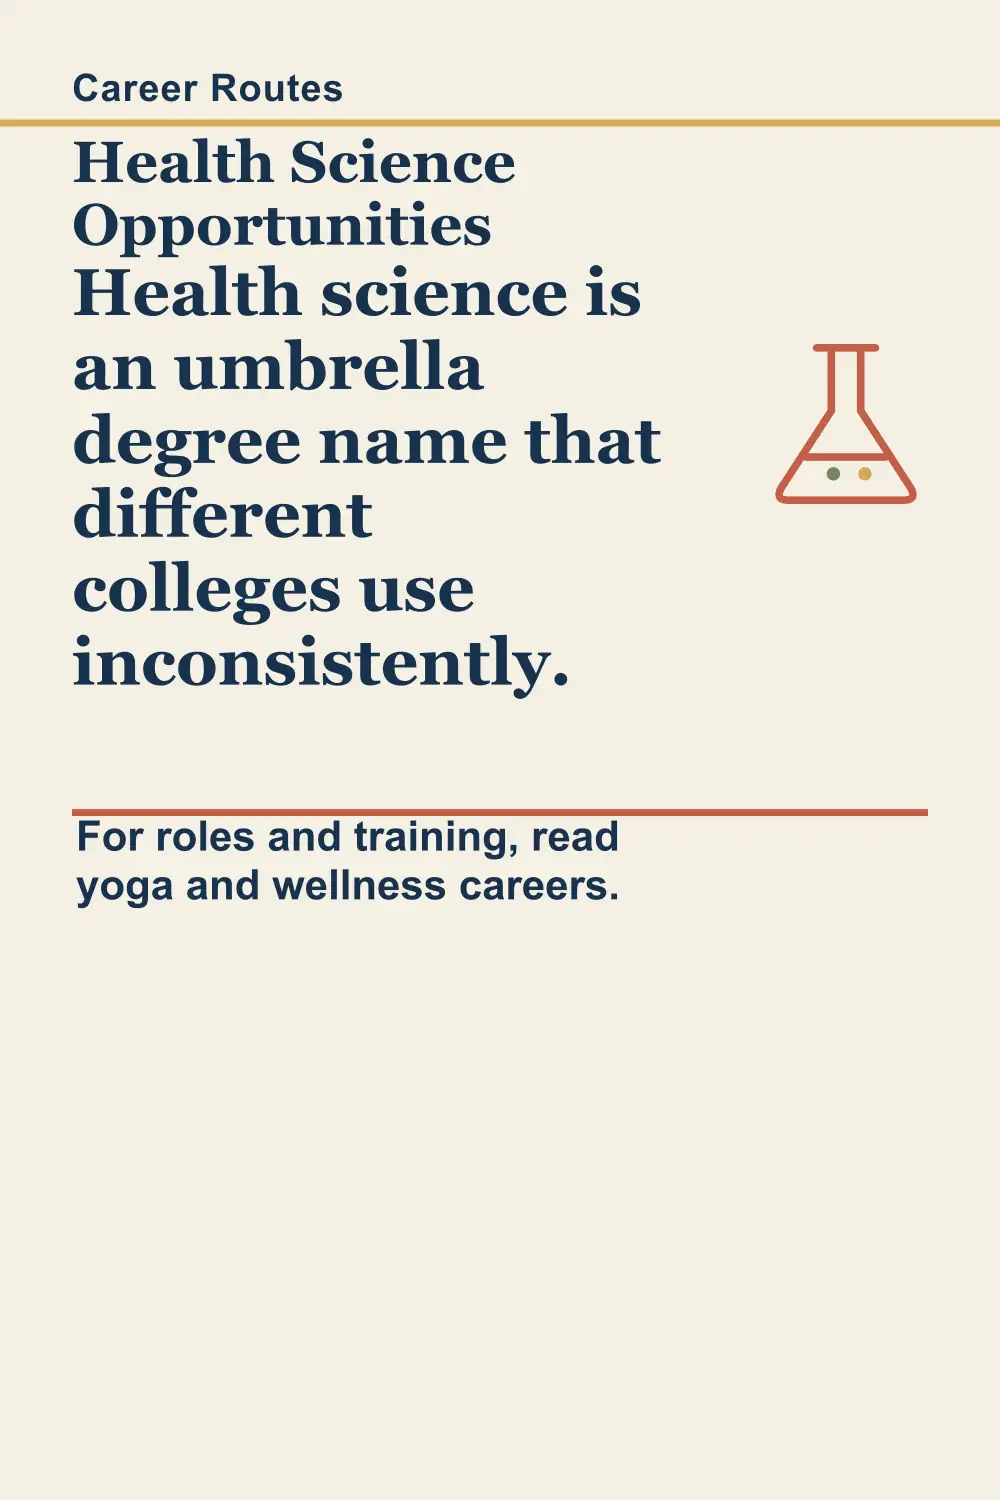 Career Routes
Health Science
Opportunities
Health science is
an umbrella
degree name that
different
colleges use
inconsistently.
For roles and training, read
yoga and wellness careers.